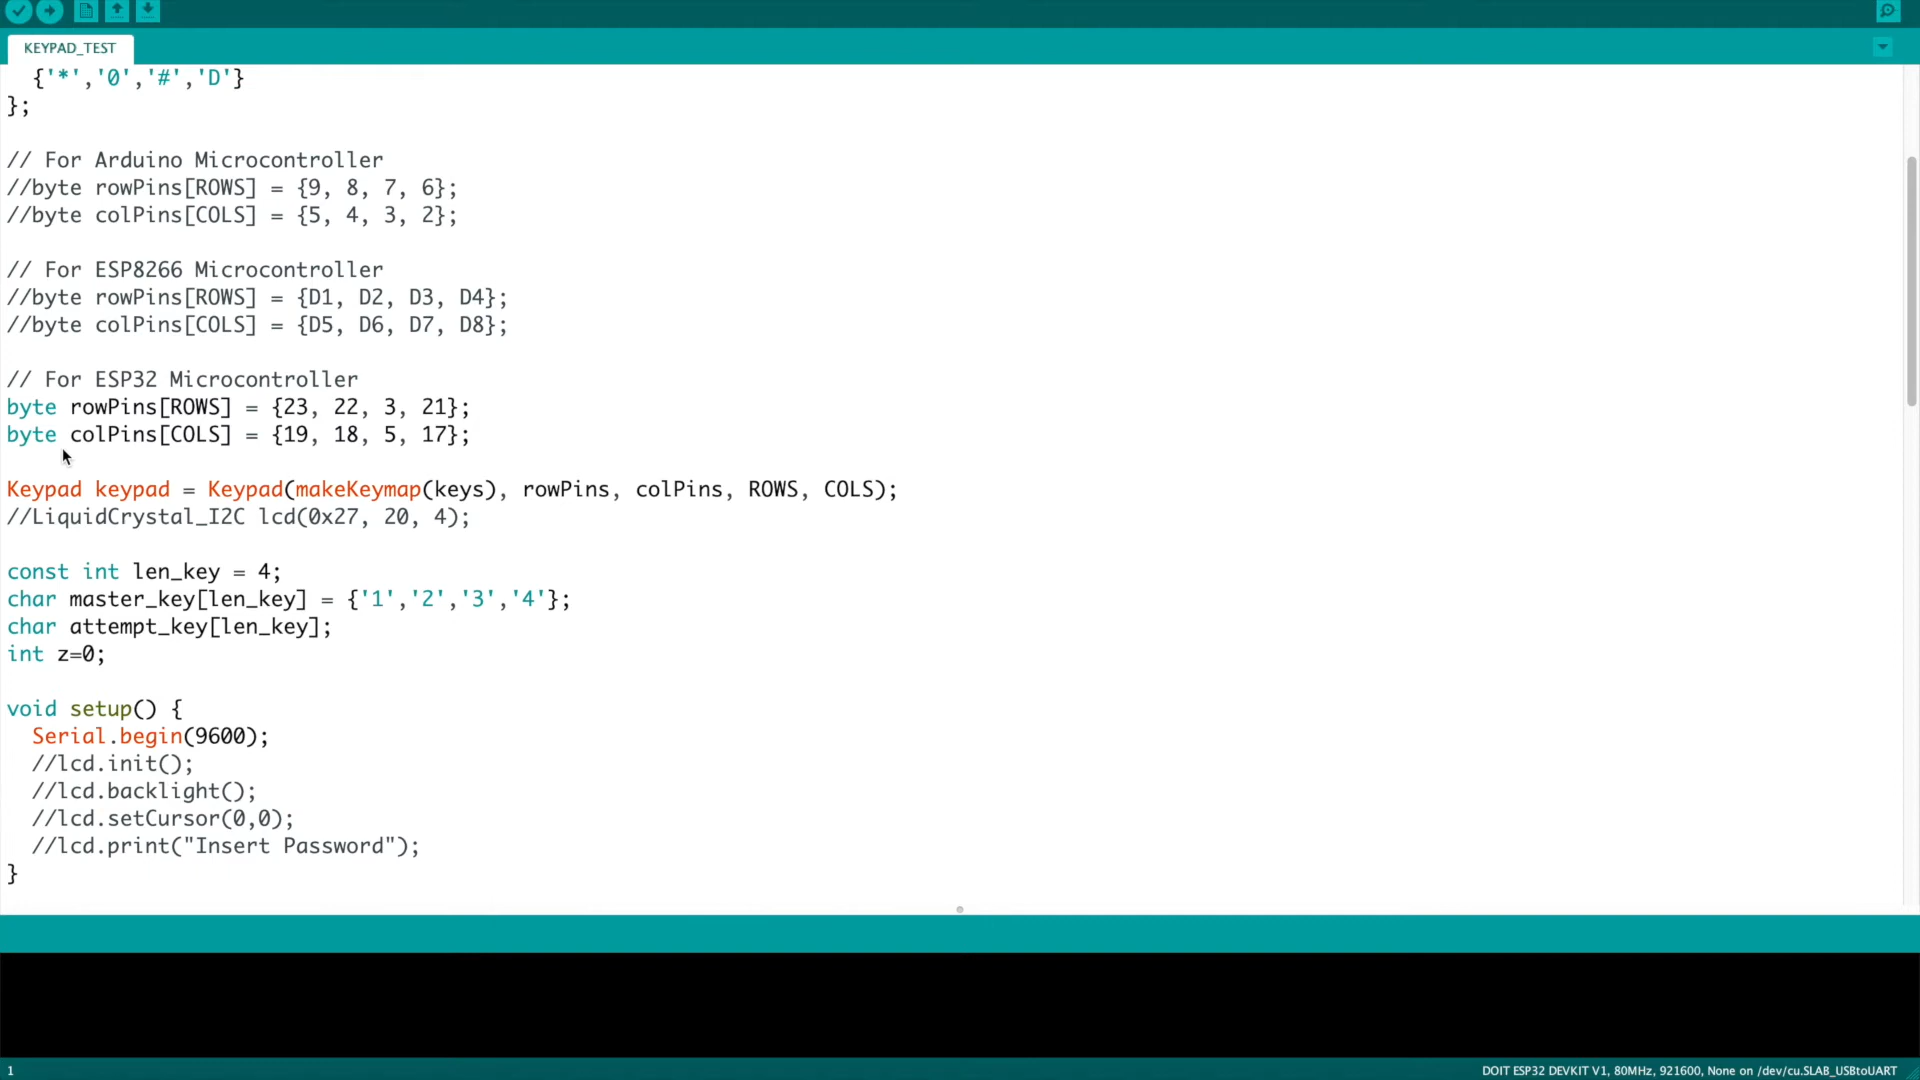 KEYPAD_TEST
{'*','0','#','D'}
};
// For Arduino Microcontroller
//byte rowPins[ROWS] = {9, 8, 7, 6};
//byte colPins[COLS] = {5, 4, 3, 2};
// For ESP8266 Microcontroller
//byte rowPins[ROWS] = {D1, D2, D3, D4};
//byte colPins[COLS] = {D5, D6, D7, D8};
// For ESP32 Microcontroller
byte rowPins[ROWS] = {23, 22, 3, 21};
byte colPins[COLS] = {19, 18, 5, 17};
Keypad keypad = Keypad(makeKeymap(keys), rowPins, colPins, ROWS, COLS);
//LiquidCrystal_I2C lcd(0x27, 20, 4);
const int len_key = 4;
char master_key[len_key] = {'1','2','3','4'};
char attempt_key[len_key];
int z=0;
void setup() {
Serial.begin(9600);
//lcd.init();
//lcd.backlight();
//lcd.setCursor(0,0);
//lcd.print("Insert Password");
}
1
DOIT ESP32 DEVKIT V1, 80MHz, 921600, None on /dev/cu.SLAB_USBtoUART